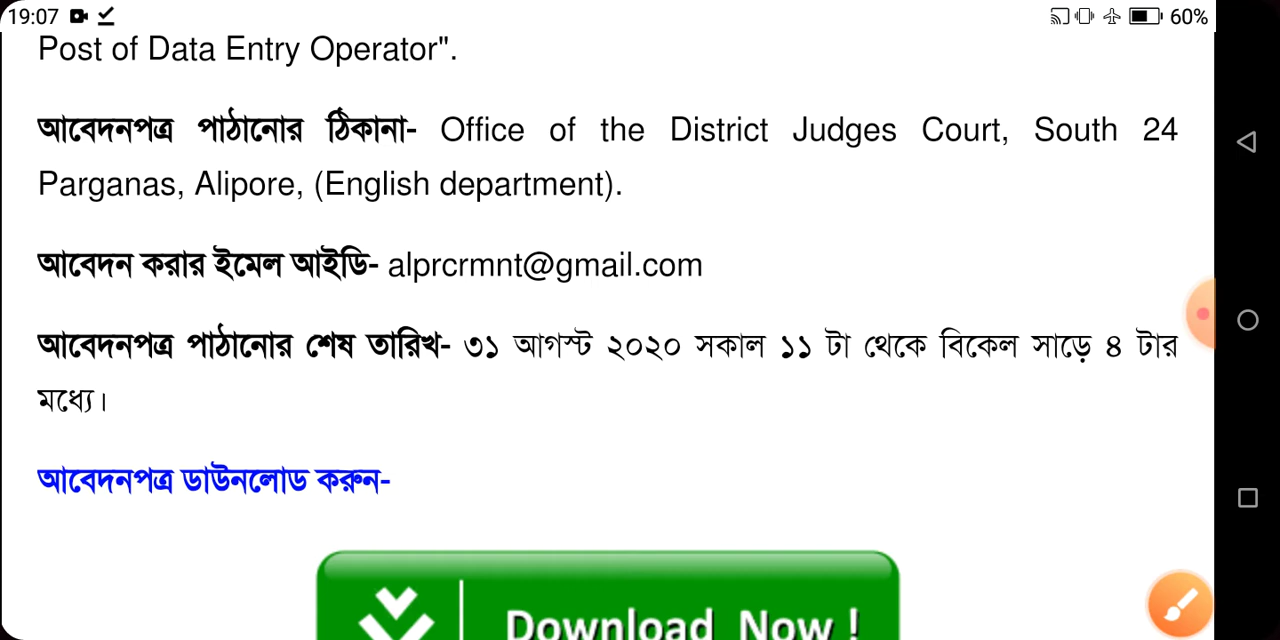 19:07
60%
Post of Data Entry Operator".
আবেদনপত্র পাঠানোর ঠিকানা- Office of the District Judges Court, South 24
Parganas, Alipore, (English department).
আবেদন করার ইমেল আইডি- alprcrmnt@gmail.com
আবেদনপত্র পাঠানোর শেষ তারিখ- ৩১ আগস্ট ২০২০ সকাল ১১ টা থেকে বিকেল সাড়ে ৪ টার
মধ্যে।
আবেদনপত্র ডাউনলোড করুন-
Download Now !